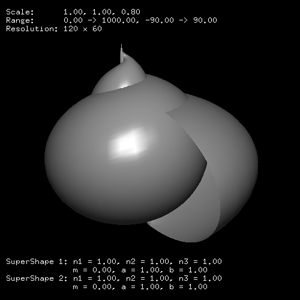 Scale: 1.00, 1.00, 0.80
Range: 0.00 -> 1000.00, -90.00 -> 90.00
Resolution: 120 x 60
SuperShape 1: n1 = 1.00, n2 = 1.00, n3 = 1.00
m = 0.00, a = 1.00, b = 1.00
SuperShape 2: n1 = 1.00, n2 = 1.00, n3 = 1.00
m = 0.00, a = 1.00, b = 1.00